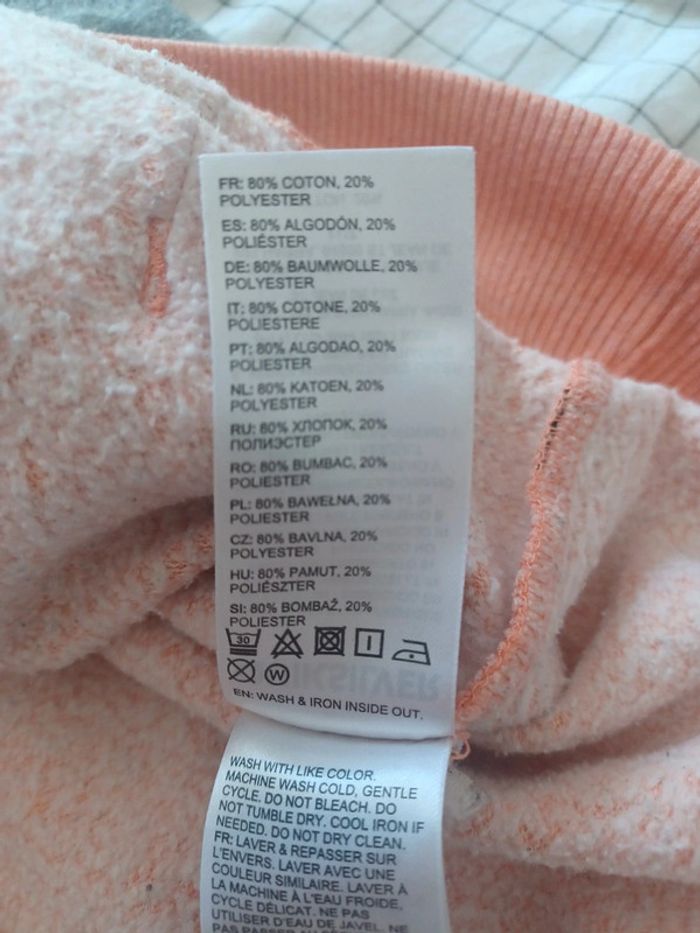 FR: 80% COTON, 20%
POLYESTER
ES: 80% ALGODÓN, 20%
POLIÉSTER
DE: 80% BAUMWOLLE, 20%
POLYESTER
IT: 80% COTONE, 20%
POLIESTERE
PT: 80% ALGODAO, 20%
POLIESTER
NL: 80% KATOEN, 20%
POLYESTER
RU: 80% ХЛОПОК, 20%
ПОЛИЭСТЕР
RO: 80% BUMBAC, 20%
POLIESTER
PL: 80% BAWEŁNA, 20%
POLIESTER
CZ: 80% BAVLNA, 20%
POLYESTER
HU: 80% PAMUT, 20%
POLIÉSZTER
SI: 80% BOMBAŽ, 20%
POLIESTER
30
W
EN: WASH & IRON INSIDE OUT.
WASH WITH LIKE COLOR.
MACHINE WASH COLD, GENTLE
CYCLE. DO NOT BLEACH. DO
NOT TUMBLE DRY. COOL IRON IF
NEEDED. DO NOT DRY CLEAN.
FR: LAVER & REPASSER SUR
L'ENVERS. LAVER AVEC UNE
COULEUR SIMILAIRE. LAVER À
LA MACHINE À L'EAU FROIDE,
CYCLE DÉLICAT. NE PAS
UTILISER D'EAU DE JAVEL. NE
PAS PASSER AU